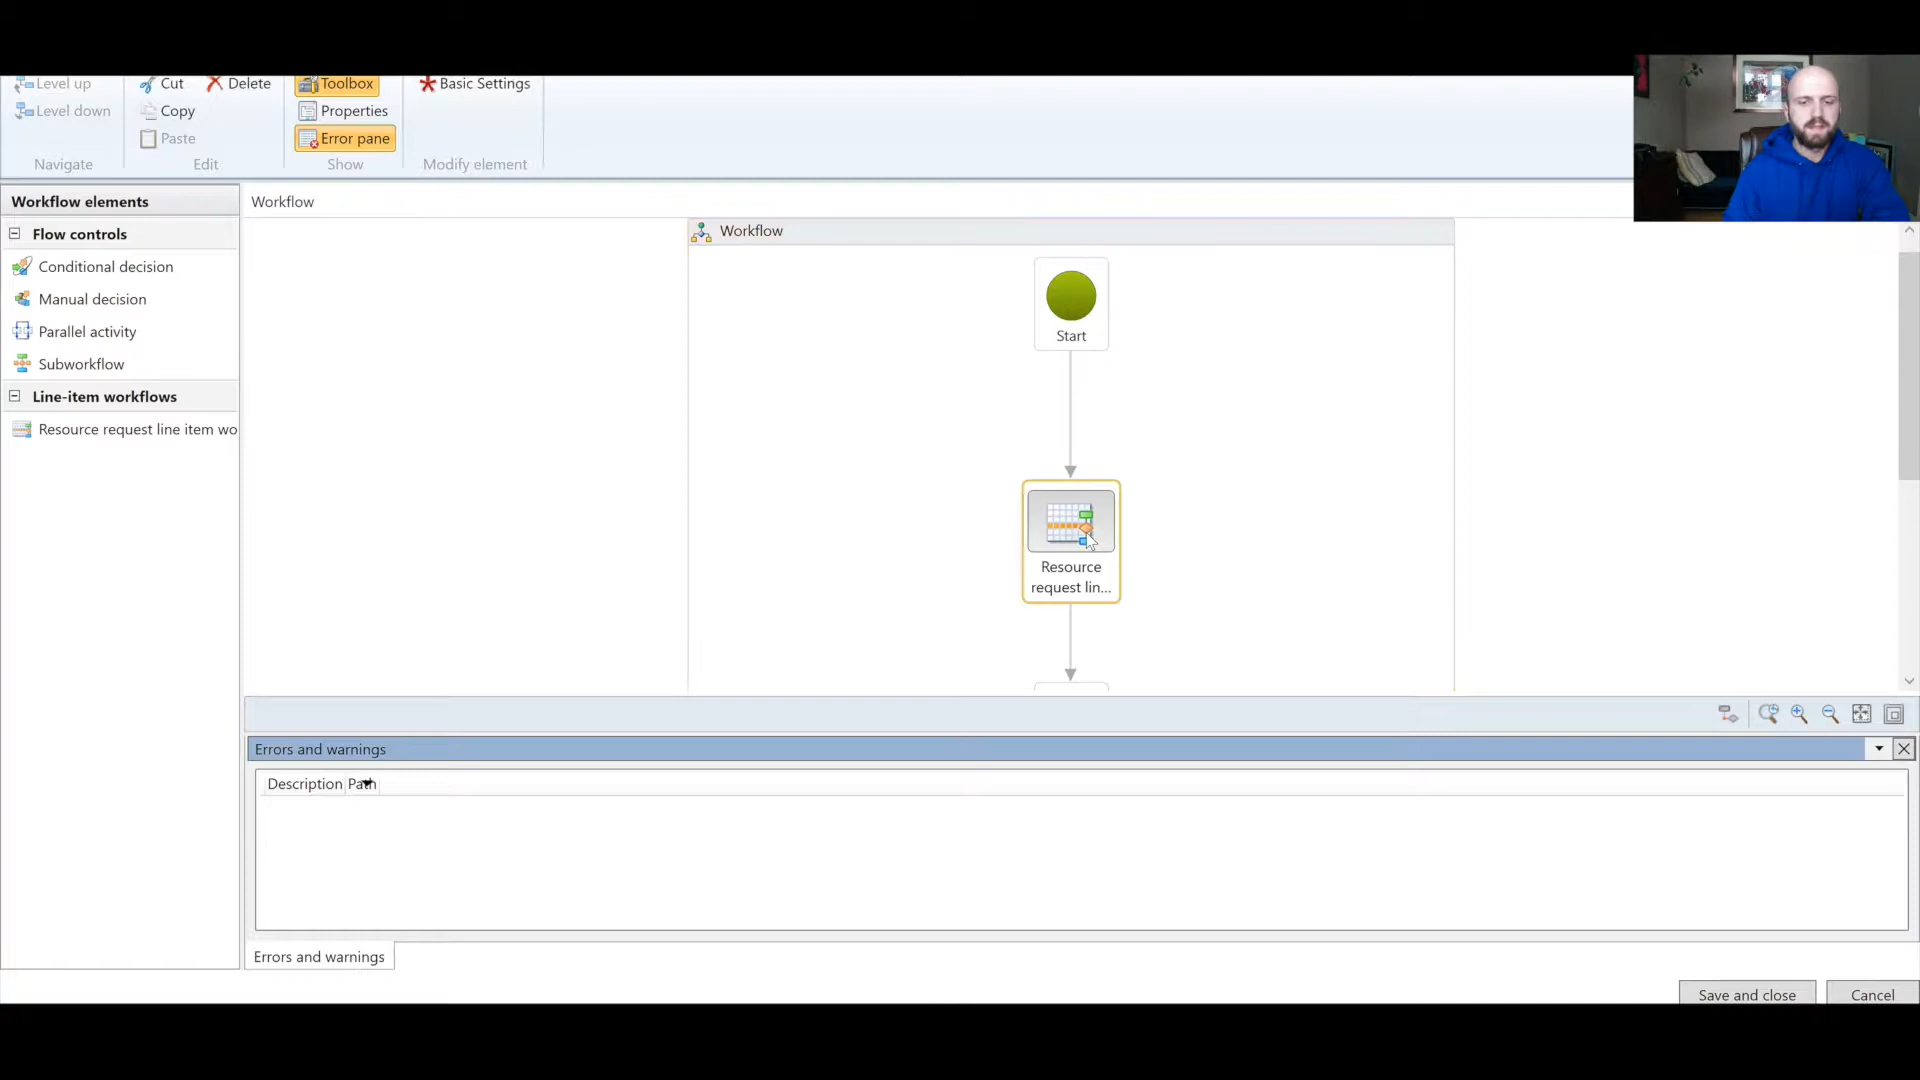 Level up
Cut
Delete
Toolbox
Basic Settings
Level down
Copy
Properties
Paste
Error pane
Navigate
Edit
Show
Modify element
Workflow elements
Workflow
Flow controls
Workflow
Conditional decision
Manual decision
Parallel activity
Start
Subworkflow
Line-item workflows
Resource request line item wo
Resource
request lin...
Errors and warnings
Description Path
Errors and warnings
Save and close
Cancel